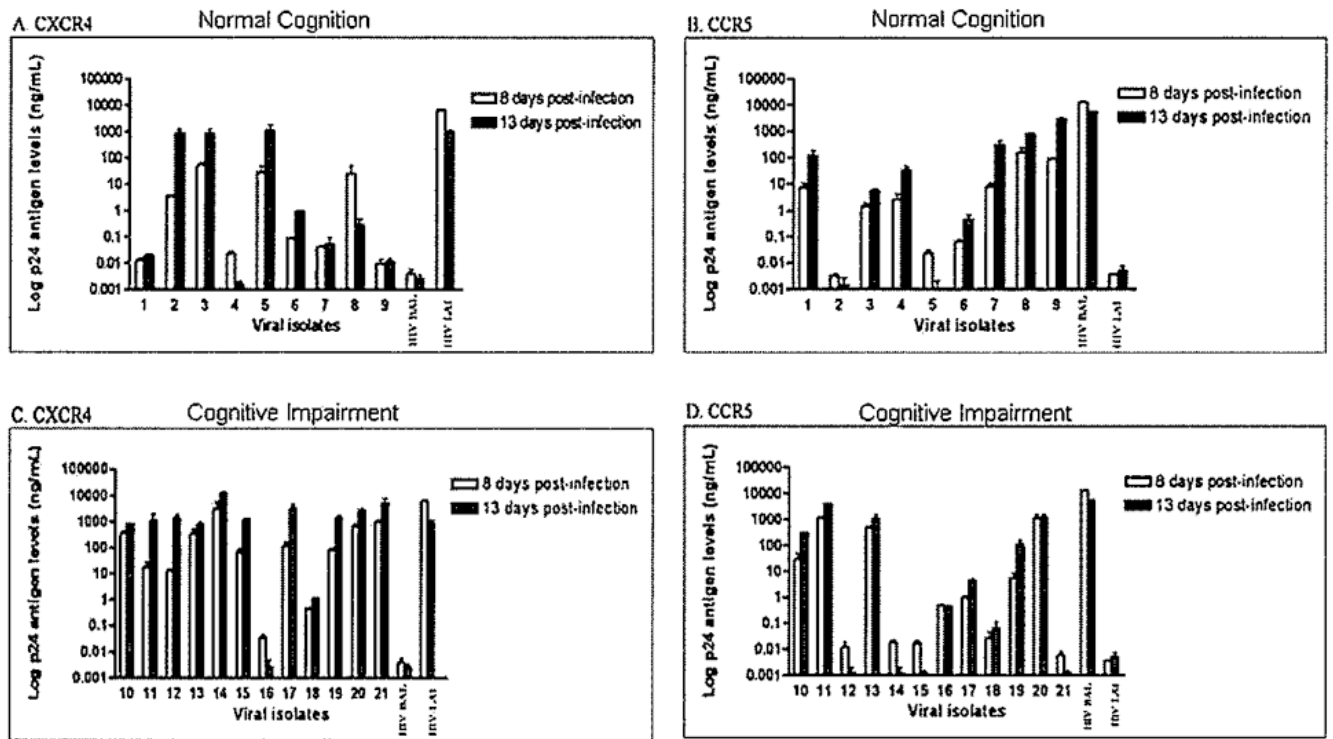 A. CXCR4 Normal Cognition
Log p24 antigen levels (ng/mL)
100000
10000
1000
100
10
1
0.1
0.01
0.001
8 days post-infection
13 days post-infection
1 2 3 4 5 6 7 8 9 HIV BAL HIV LAI
Viral isolates
B. CCR5 Normal Cognition
Log p24 antigen levels (ng/mL)
100000
10000
1000
100
10
1
0.1
0.01
0.001
8 days post-infection
13 days post-infection
1 2 3 4 5 6 7 8 9 HIV BAL HIV LAI
Viral isolates
C. CXCR4 Cognitive Impairment
Log p24 antigen levels (ng/mL)
100000
10000
1000
100
10
1
0.1
0.01
0.001
8 days post-infection
13 days post-infection
10 11 12 13 14 15 16 17 18 19 20 21 HIV BAL HIV LAI
Viral isolates
D. CCR5 Cognitive Impairment
Log p24 antigen levels (ng/mL)
100000
10000
1000
100
10
1
0.1
0.01
0.001
8 days post-infection
13 days post-infection
10 11 12 13 14 15 16 17 18 19 20 21 HIV BAL HIV LAI
Viral isolates